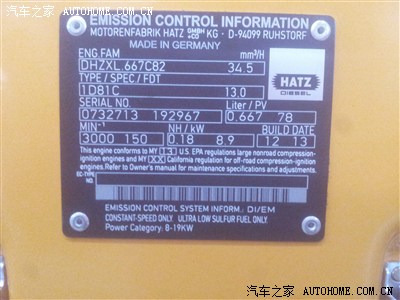 汽车之家 AUTOHOME.COM.CN
EMISSION CONTROL INFORMATION
MOTORENFABRIK HATZ GMBH +CO KG - D-94099 RUHSTORF
MADE IN GERMANY
ENG.FAM mm³/H
DHZXL.667C82 34.5
TYPE / SPEC / FDT
1D81C 13.0
SERIAL NO. Liter / PV
0732713 192967 0.667 78
MIN⁻¹ NH / kW BUILD DATE
3000 150 0.18 8.9 12 13
HATZ
DIESEL
This engine conforms to MY 13 U.S. EPA regulations large nonroad compression-
ignition engines and MY XX California regulation for off-road compression-ignition
engines. Refer to Owner's manual for maintenance specifications and adjustments.
EC-TYPE-
NO.
EMISSION CONTROL SYSTEM INFORM.: DI/EM
CONSTANT-SPEED ONLY. ULTRA LOW SULFUR FUEL ONLY.
Power Category: 8-19KW
汽车之家 AUTOHOME.COM.CN